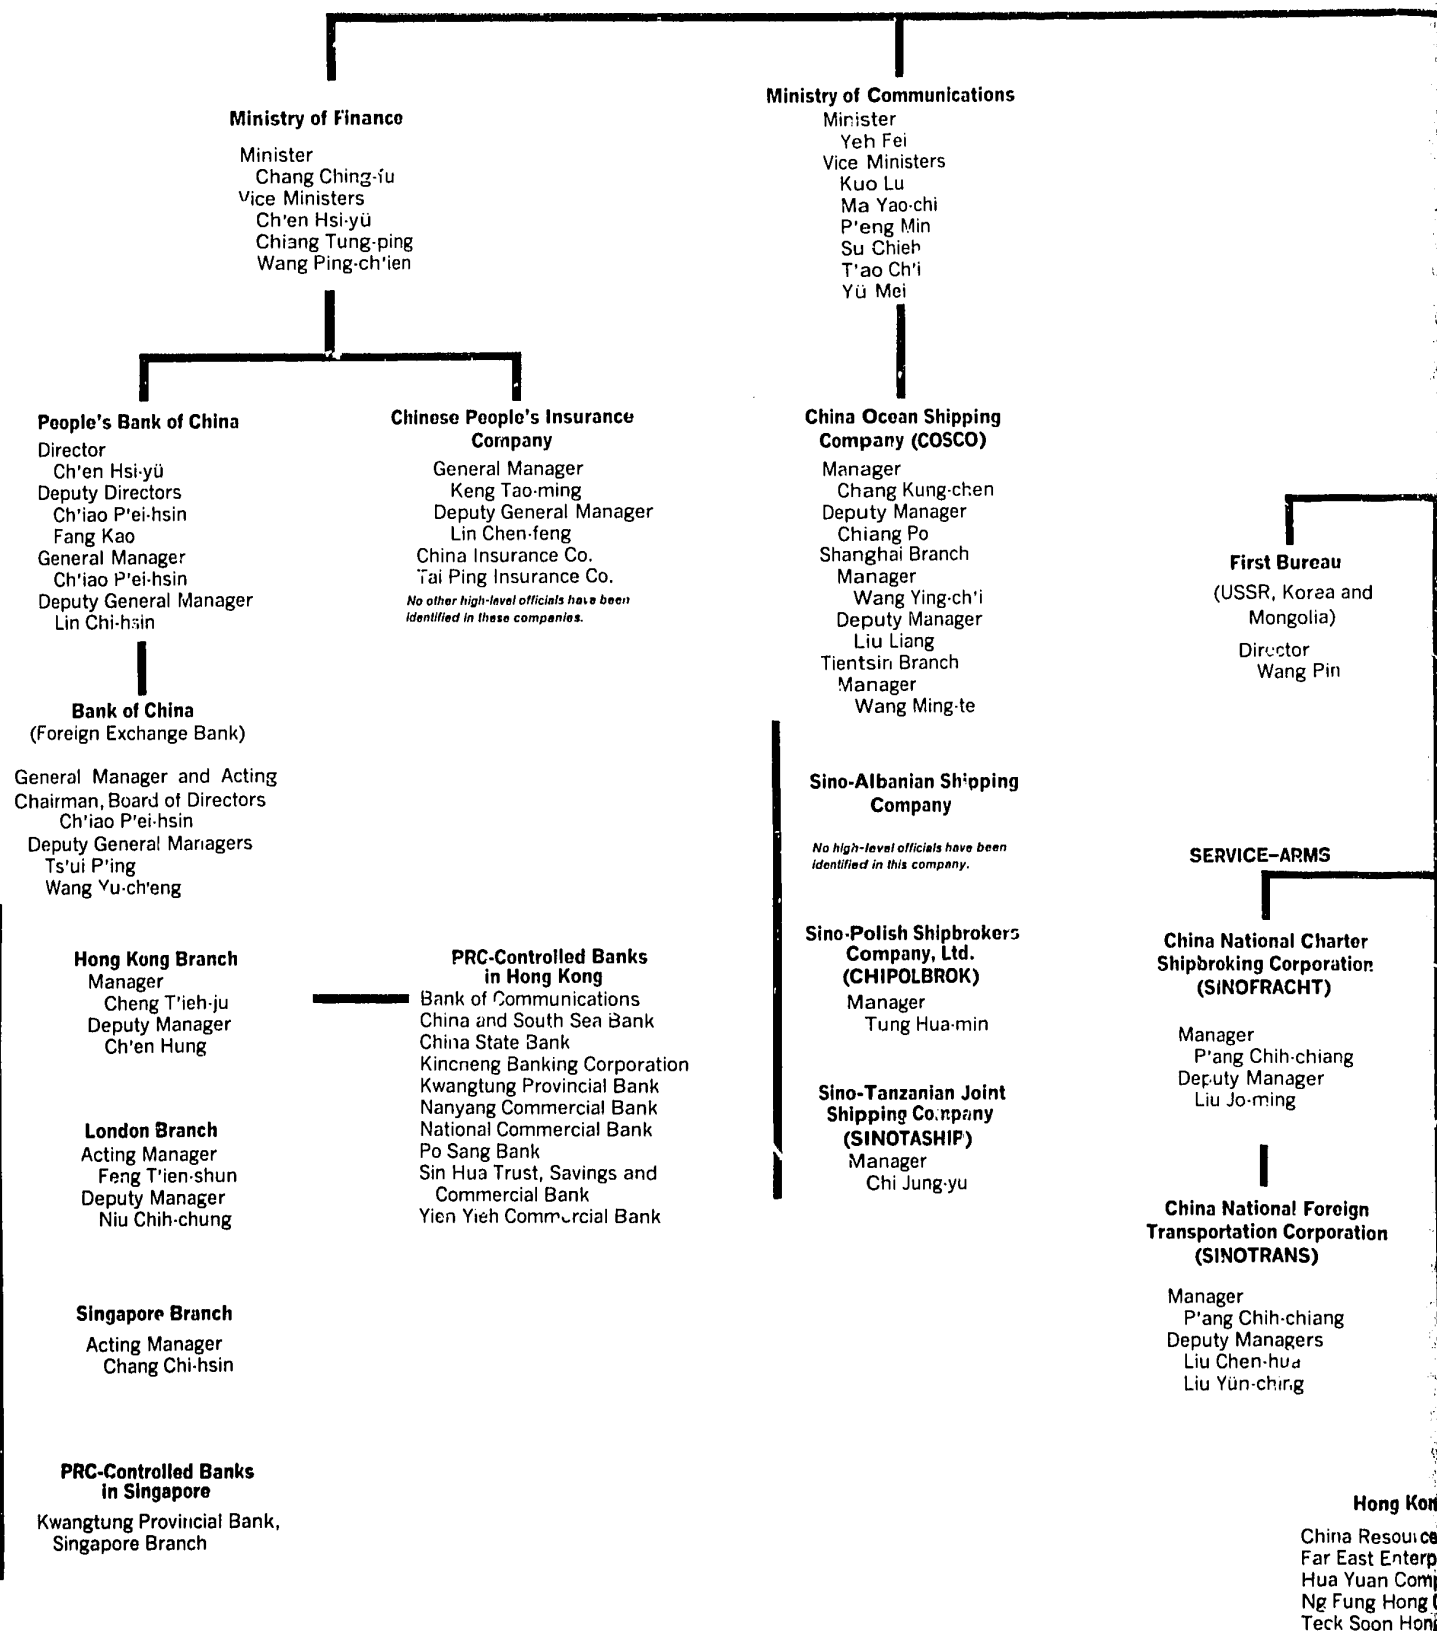 Ministry of Finance
Minister
Chang Ching-fu
Vice Ministers
Ch'en Hsi-yü
Chiang Tung-ping
Wang Ping-ch'ien
Ministry of Communications
Minister
Yeh Fei
Vice Ministers
Kuo Lu
Ma Yao-chi
P'eng Min
Su Chieh
T'ao Ch'i
Yü Mei
People's Bank of China
Director
Ch'en Hsi-yü
Deputy Directors
Ch'iao P'ei-hsin
Fang Kao
General Manager
Ch'iao P'ei-hsin
Deputy General Manager
Lin Chi-hsin
Chinese People's Insurance
Company
General Manager
Keng Tao-ming
Deputy General Manager
Lin Chen-feng
China Insurance Co.
Tai Ping Insurance Co.
No other high-level officials have been
identified in these companies.
China Ocean Shipping
Company (COSCO)
Manager
Chang Kung-chen
Deputy Manager
Chiang Po
Shanghai Branch
Manager
Wang Ying-ch'i
Deputy Manager
Liu Liang
Tientsin Branch
Manager
Wang Ming-te
First Bureau
(USSR, Korea and
Mongolia)
Director
Wang Pin
Bank of China
(Foreign Exchange Bank)
General Manager and Acting
Chairman, Board of Directors
Ch'iao P'ei-hsin
Deputy General Managers
Ts'ui P'ing
Wang Yu-ch'eng
Sino-Albanian Shipping
Company
No high-level officials have been
identified in this company.
SERVICE-ARMS
Hong Kong Branch
Manager
Cheng T'ieh-ju
Deputy Manager
Ch'en Hung
PRC-Controlled Banks
in Hong Kong
Bank of Communications
China and South Sea Bank
China State Bank
Kincheng Banking Corporation
Kwangtung Provincial Bank
Nanyang Commercial Bank
National Commercial Bank
Po Sang Bank
Sin Hua Trust, Savings and
Commercial Bank
Yien Yieh Commercial Bank
Sino-Polish Shipbrokers
Company, Ltd.
(CHIPOLBROK)
Manager
Tung Hua-min
China National Charter
Shipbroking Corporation
(SINOFRACHT)
Manager
P'ang Chih-chiang
Deputy Manager
Liu Jo-ming
London Branch
Acting Manager
Feng T'ien-shun
Deputy Manager
Niu Chih-chung
Sino-Tanzanian Joint
Shipping Company
(SINOTASHIP)
Manager
Chi Jung-yu
China National Foreign
Transportation Corporation
(SINOTRANS)
Manager
P'ang Chih-chiang
Deputy Managers
Liu Chen-hua
Liu Yün-ching
Singapore Branch
Acting Manager
Chang Chi-hsin
PRC-Controlled Banks
in Singapore
Kwangtung Provincial Bank,
Singapore Branch
Hong
China
Far East
Hua Yuan
Ng Fung Hong
Teck Soon